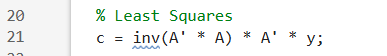 20 % Least Squares
21 c = inv(A' * A) * A' * y;